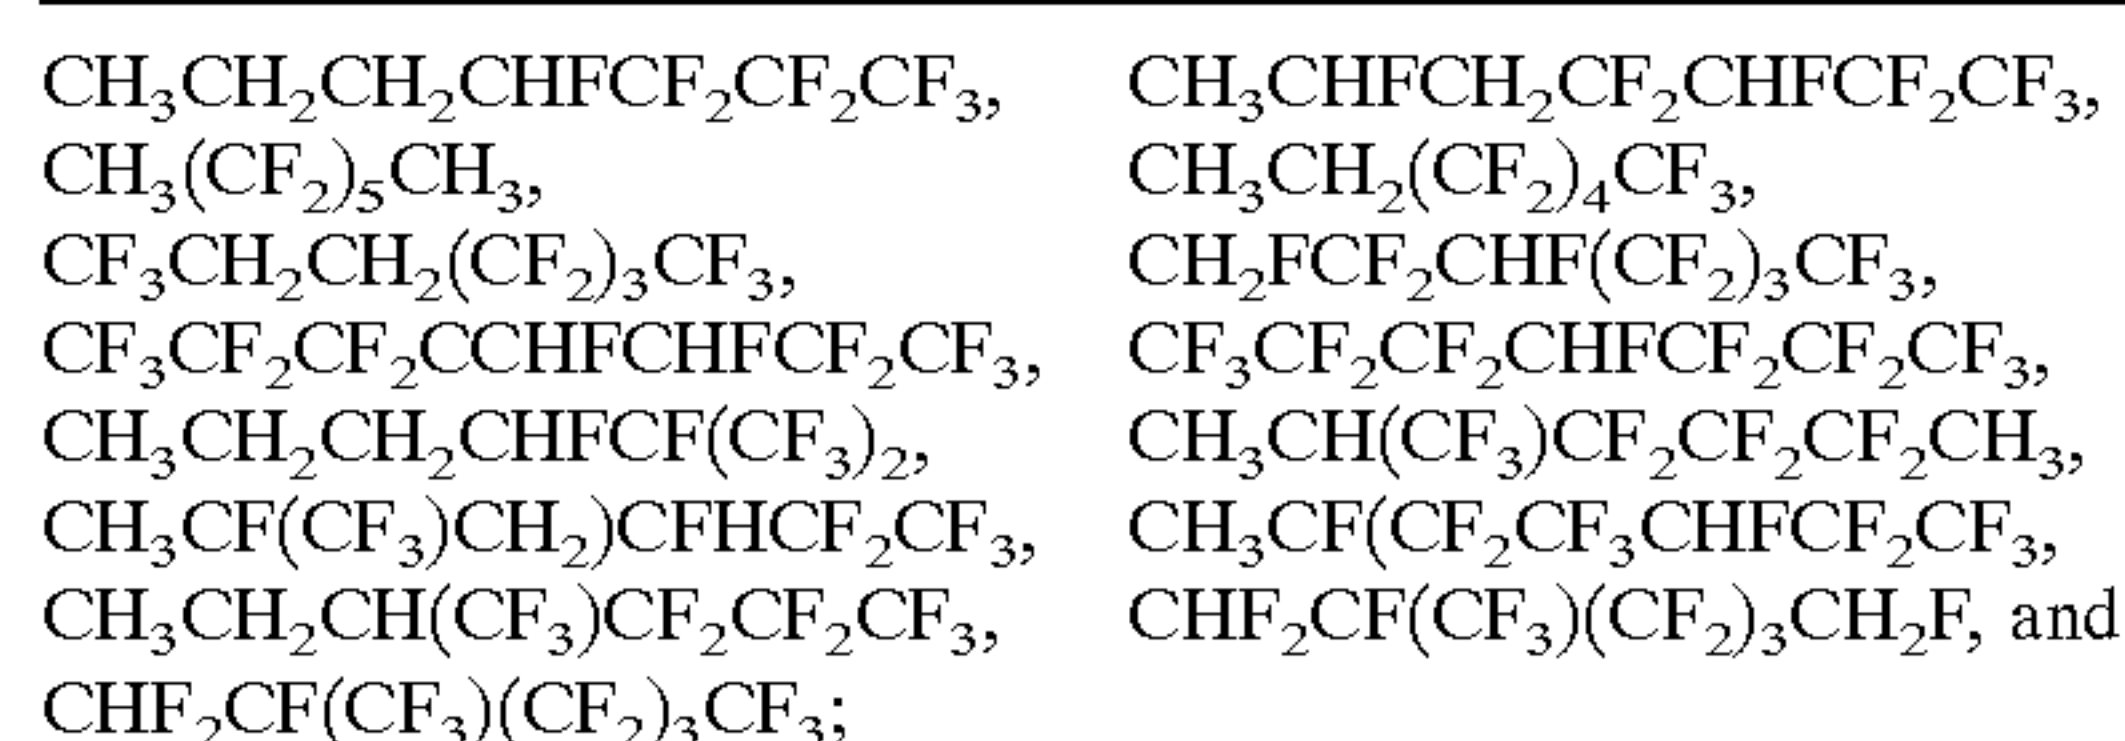 CH₃CH₂CH₂CHFCF₂CF₂CF₃, CH₃CHFCH₂CF₂CHFCF₂CF₃,
CH₃(CF₂)₅CH₃, CH₃CH₂(CF₂)₄CF₃,
CF₃CH₂CH₂(CF₂)₃CF₃, CH₂FCF₂CHF(CF₂)₃CF₃,
CF₃CF₂CF₂CCHFCHFCF₂CF₃, CF₃CF₂CF₂CHFCF₂CF₂CF₃,
CH₃CH₂CH₂CHFCF(CF₃)₂, CH₃CH(CF₃)CF₂CF₂CF₂CH₃,
CH₃CF(CF₃)CH₂)CFHCF₂CF₃, CH₃CF(CF₂CF₃CHFCF₂CF₃,
CH₃CH₂CH(CF₃)CF₂CF₂CF₃, CHF₂CF(CF₃)(CF₂)₃CH₂F, and
CHF₂CF(CF₃)(CF₂)₃CF₃;